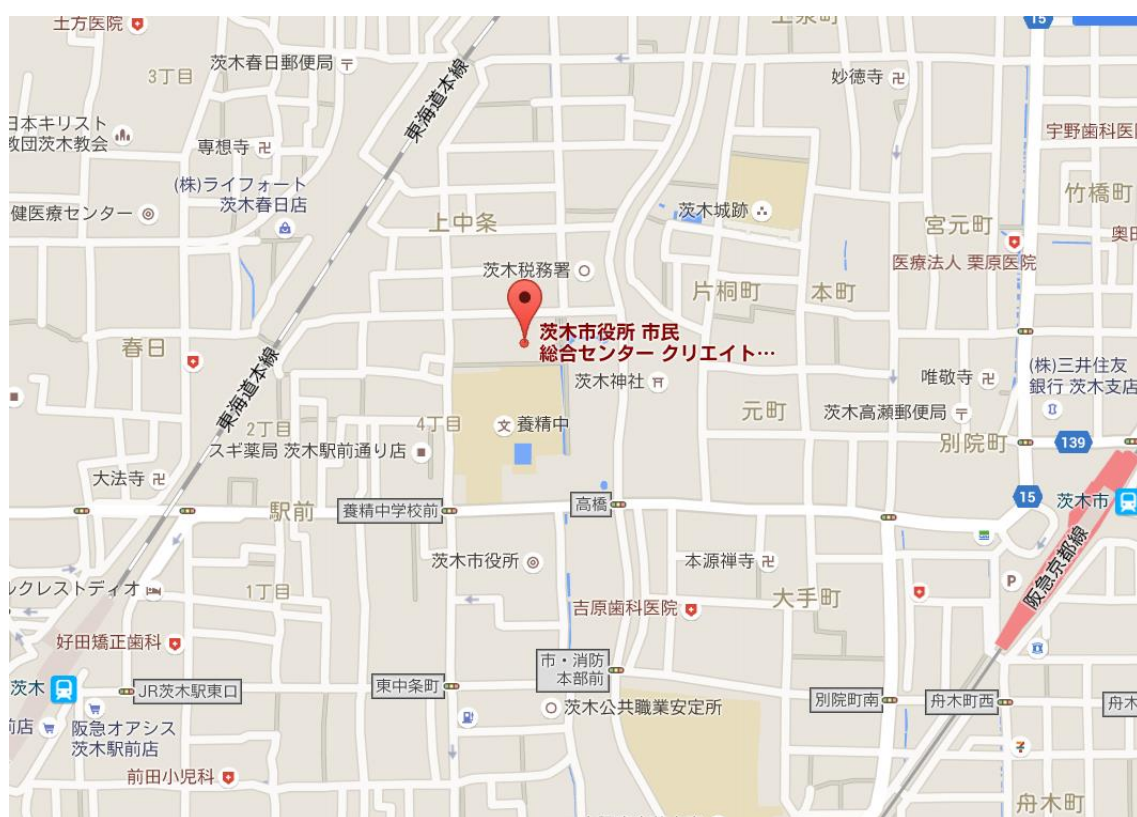 土方医院
上泉町
15
3丁目
茨木春日郵便局
東海道本線
妙徳寺
日本キリスト
教団茨木教会
宇野歯科医
専想寺
(株)ライフォート
茨木春日店
竹橋町
健医療センター
茨木城跡
上中条
宮元町
奥田
茨木税務署
医療法人 栗原医院
片桐町
本町
茨木市役所 市民
総合センター クリエイト…
春日
東海道本線
茨木神社
唯敬寺
(株)三井住友
銀行 茨木支店
元町
茨木高瀬郵便局
2丁目
4丁目
文 養精中
スギ薬局 茨木駅前通り店
別院町
139
大法寺
15
茨木市
駅前
養精中学校前
高橋
阪急京都線
茨木市役所
本源禅寺
P
ルクレストディオ
1丁目
吉原歯科医院
大手町
好田矯正歯科
市・消防
本部前
茨木
JR茨木駅東口
東中条町
別院町南
舟木町西
舟木
前店
阪急オアシス
茨木駅前店
茨木公共職業安定所
前田小児科
舟木町